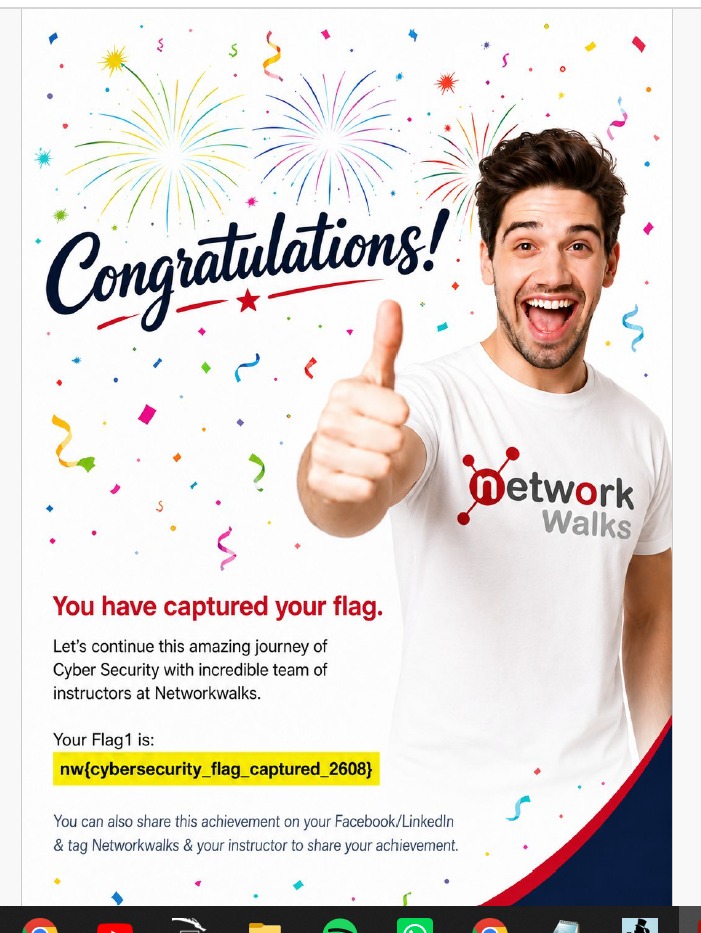 Congratulations!
network
Walks
You have captured your flag.
Let's continue this amazing journey of
Cyber Security with incredible team of
instructors at Networkwalks.
Your Flag1 is:
nw{cybersecurity_flag_captured_2608}
You can also share this achievement on your Facebook/LinkedIn
& tag Networkwalks & your instructor to share your achievement.